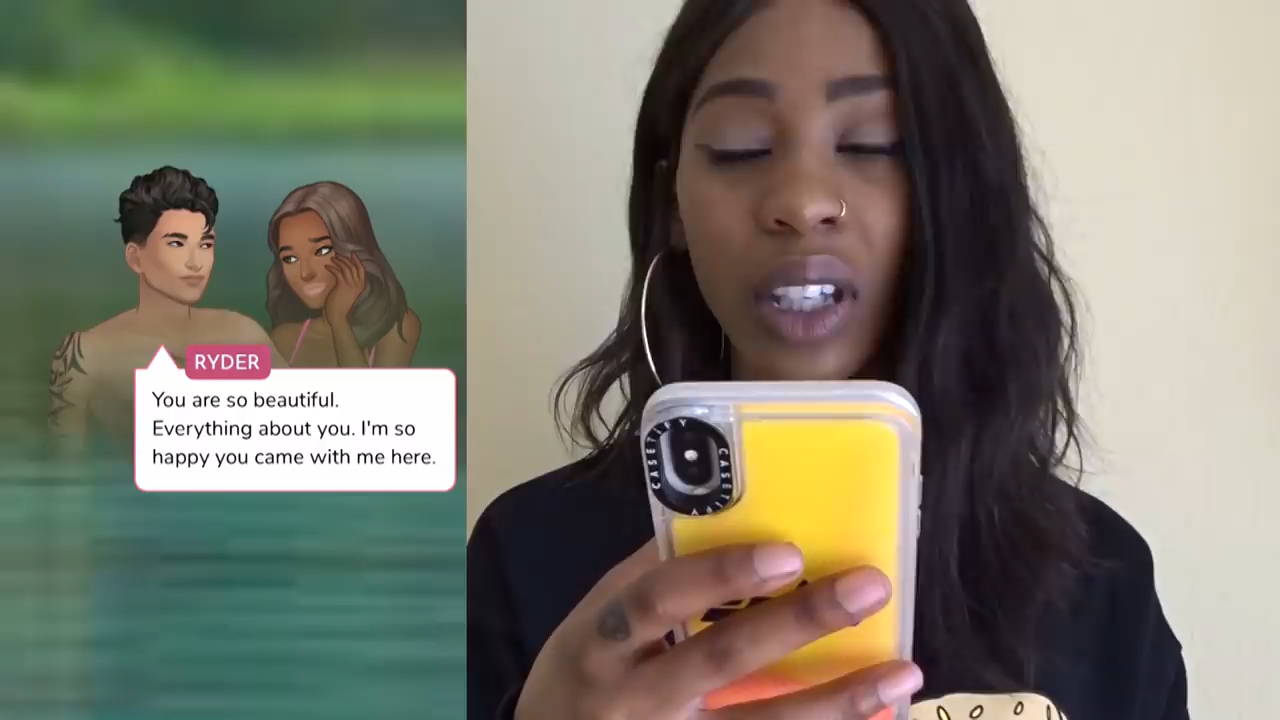 RYDER
You are so beautiful.
Everything about you. I'm so
happy you came with me here.
CASETIFY
CASETIFY